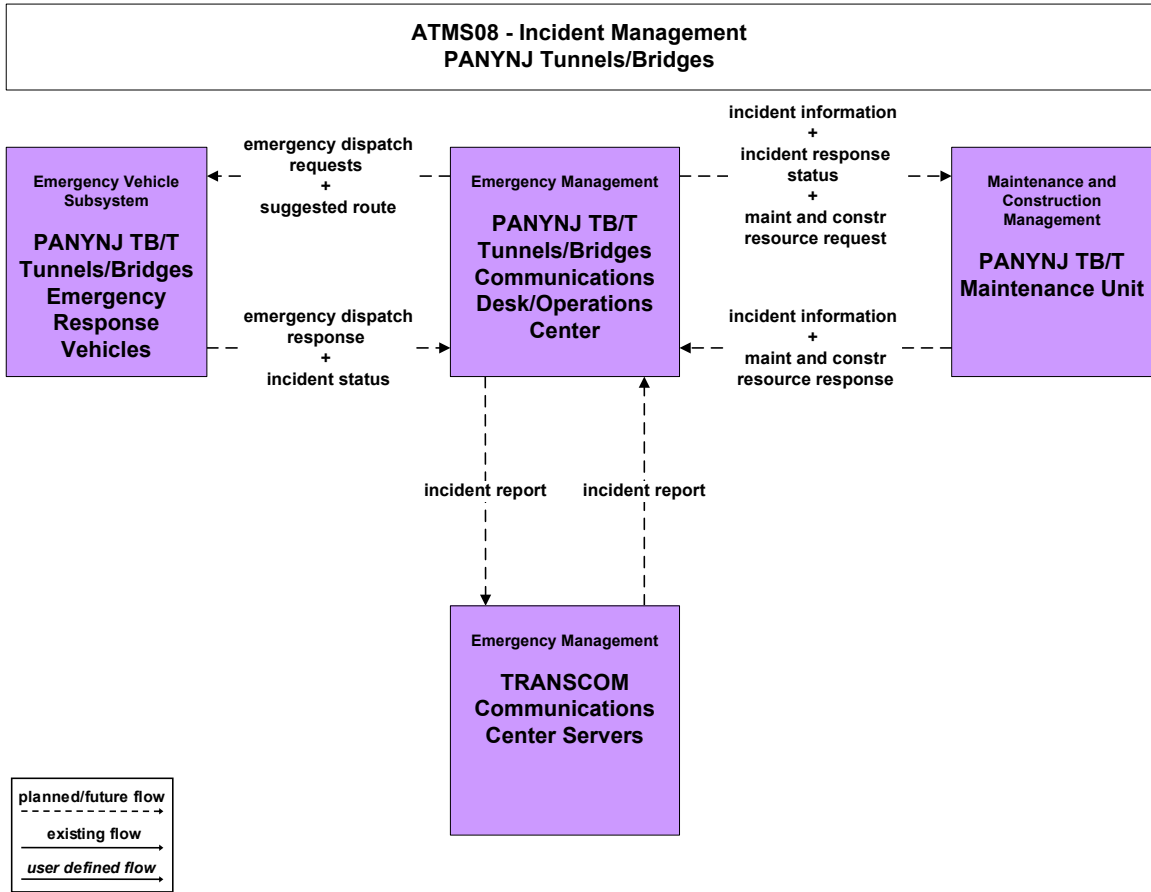 ATMS08 - Incident Management
PANYNJ Tunnels/Bridges
Emergency Vehicle
Subsystem
PANYNJ TB/T
Tunnels/Bridges
Emergency
Response
Vehicles
emergency dispatch
requests
+
suggested route
emergency dispatch
response
+
incident status
Emergency Management
PANYNJ TB/T
Tunnels/Bridges
Communications
Desk/Operations
Center
incident information
+
incident response
status
+
maint and constr
resource request
incident information
+
maint and constr
resource response
Maintenance and
Construction
Management
PANYNJ TB/T
Maintenance Unit
incident report
incident report
Emergency Management
TRANSCOM
Communications
Center Servers
planned/future flow
existing flow
user defined flow